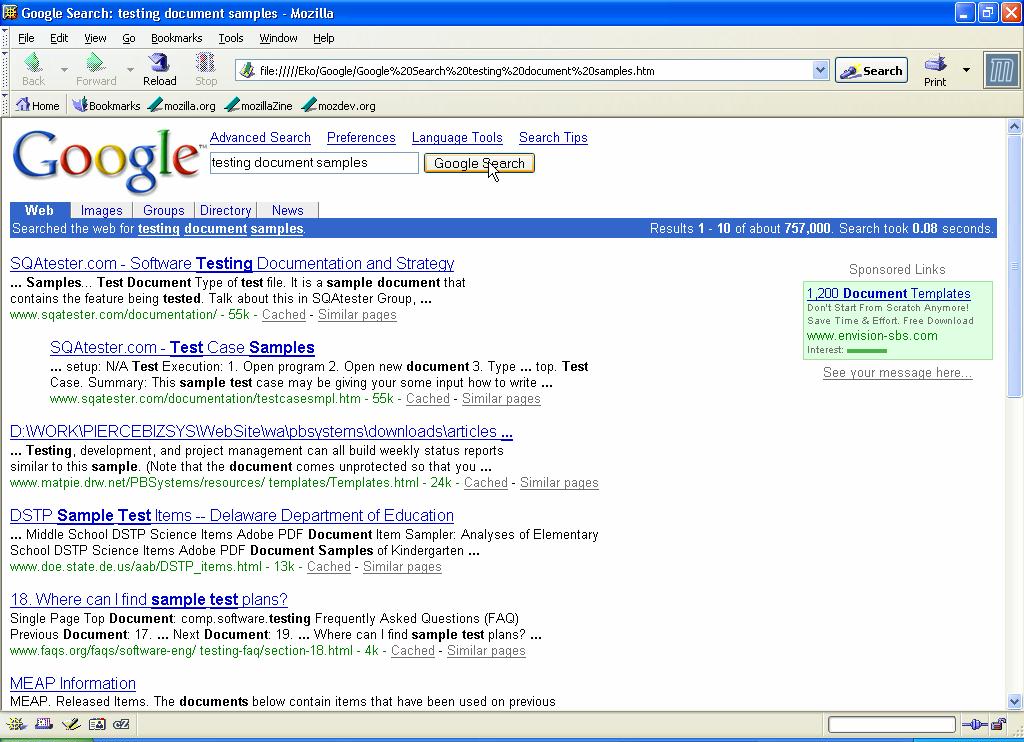 Google Search: testing document samples - Mozilla
File Edit View Go Bookmarks Tools Window Help
Back Forward Reload Stop file://///Eko/Google/Google%20Search%20testing%20document%20samples.htm Search Print m
Home Bookmarks mozilla.org mozillaZine mozdev.org
Google™
Advanced Search Preferences Language Tools Search Tips
testing document samples Google Search
Web Images Groups Directory News
Searched the web for testing document samples. Results 1 - 10 of about 757,000. Search took 0.08 seconds.
SQAtester.com - Software Testing Documentation and Strategy
... Samples... Test Document Type of test file. It is a sample document that
contains the feature being tested. Talk about this in SQAtester Group, ...
www.sqatester.com/documentation/ - 55k - Cached - Similar pages
SQAtester.com - Test Case Samples
... setup: N/A Test Execution: 1. Open program 2. Open new document 3. Type ... top. Test
Case. Summary: This sample test case may be giving your some input how to write ...
www.sqatester.com/documentation/testcasesmpl.htm - 55k - Cached - Similar pages
D:\WORK\PIERCEBIZSYS\WebSite\wa\pbsystems\downloads\articles ...
... Testing, development, and project management can all build weekly status reports
similar to this sample. (Note that the document comes unprotected so that you ...
www.matpie.drw.net/PBSystems/resources/ templates/Templates.html - 24k - Cached - Similar pages
DSTP Sample Test Items -- Delaware Department of Education
... Middle School DSTP Science Items Adobe PDF Document Item Sampler: Analyses of Elementary
School DSTP Science Items Adobe PDF Document Samples of Kindergarten ...
www.doe.state.de.us/aab/DSTP_items.html - 13k - Cached - Similar pages
18. Where can I find sample test plans?
Single Page Top Document: comp.software.testing Frequently Asked Questions (FAQ)
Previous Document: 17. ... Next Document: 19. ... Where can I find sample test plans? ...
www.faqs.org/faqs/software-eng/ testing-faq/section-18.html - 4k - Cached - Similar pages
MEAP Information
MEAP. Released Items. The documents below contain items that have been used on previous
Sponsored Links
1,200 Document Templates
Don't Start From Scratch Anymore!
Save Time & Effort. Free Download
www.envision-sbs.com
Interest:
See your message here...